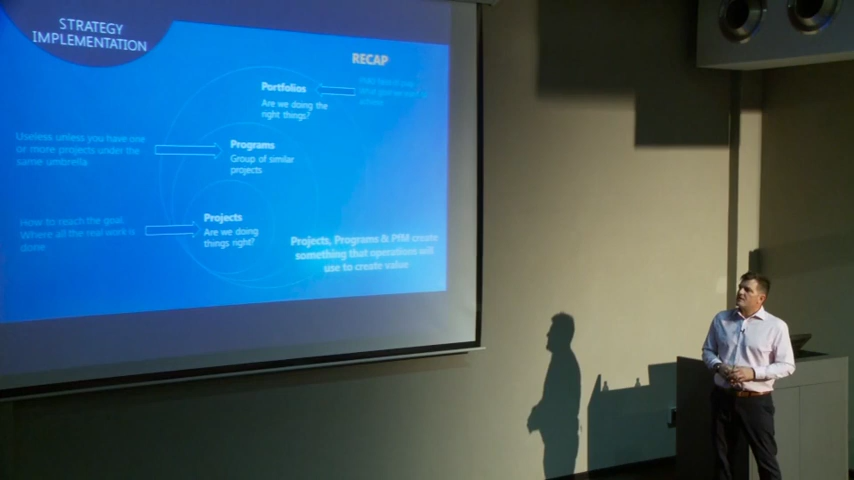 STRATEGY
IMPLEMENTATION
RECAP
Portfolios
Are we doing the
right things?
Useless unless you have one
or more projects under the
same umbrella
Programs
Group of similar
projects
How to reach the goal.
Where all the real work is
done
Projects
Are we doing
things right?
Projects, Programs & PfM create
something that operations will
use to create value